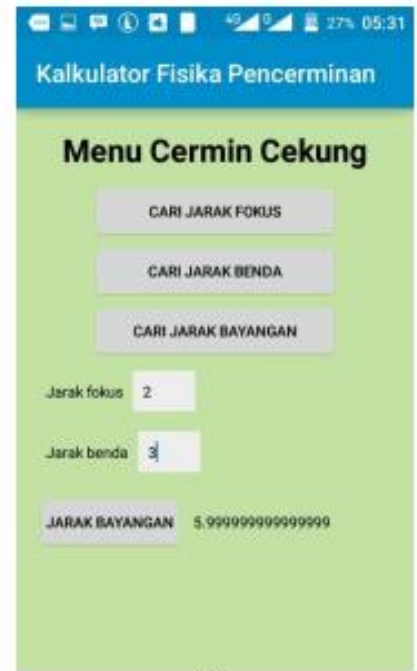 4G 27% 05:31
Kalkulator Fisika Pencerminan
Menu Cermin Cekung
CARI JARAK FOKUS
CARI JARAK BENDA
CARI JARAK BAYANGAN
Jarak fokus 2
Jarak benda 3
JARAK BAYANGAN 5.999999999999999